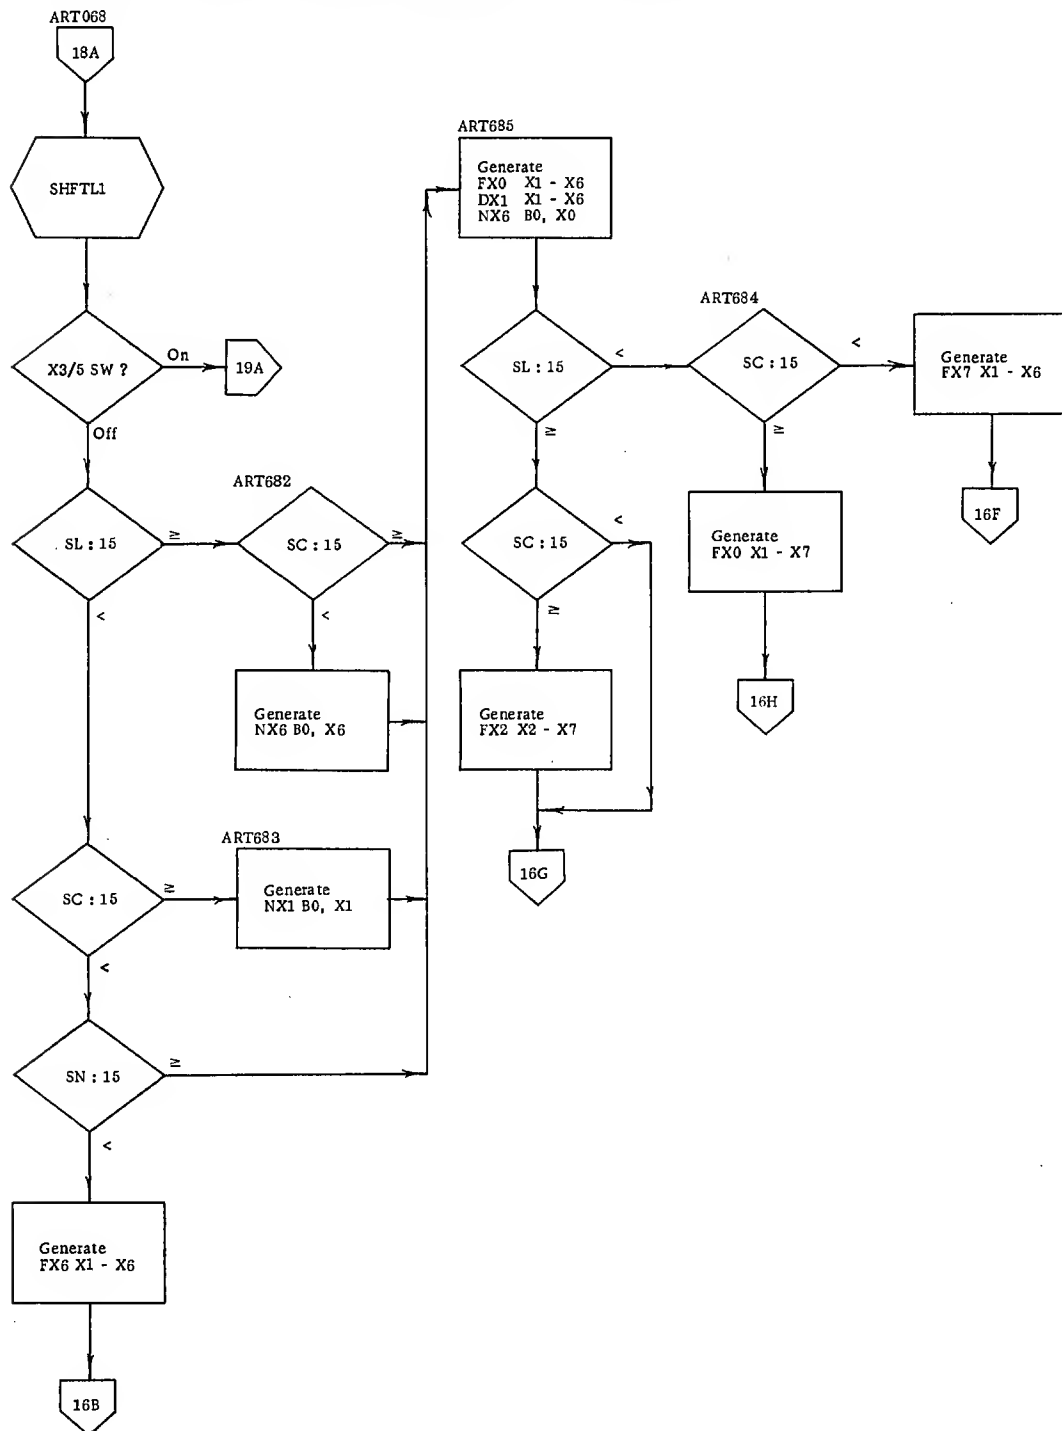 ART068
18A
SHFTL1
X3/5 SW ?
On
19A
Off
SL : 15
≥
<
ART682
SC : 15
≥
<
Generate
NX6 B0, X6
SC : 15
≥
<
ART683
Generate
NX1 B0, X1
SN : 15
≥
<
Generate
FX6 X1 - X6
16B
ART685
Generate
FX0 X1 - X6
DX1 X1 - X6
NX6 B0, X0
SL : 15
<
≥
ART684
SC : 15
<
≥
Generate
FX7 X1 - X6
16F
Generate
FX0 X1 - X7
16H
SC : 15
<
≥
Generate
FX2 X2 - X7
16G